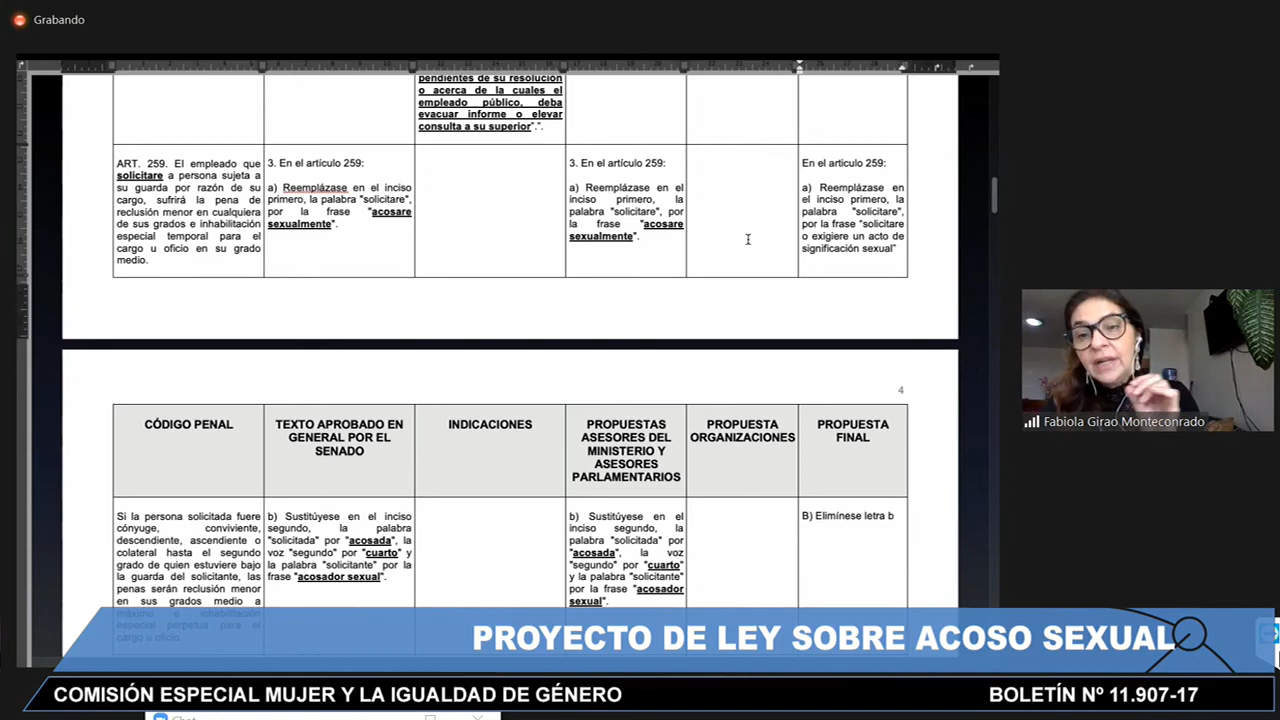 Grabando
pendientes de su resolución
o acerca de la cuales el
empleado público, deba
evacuar informe o elevar
consulta a su superior".".
ART. 259. El empleado que
solicitare a persona sujeta a
su guarda por razón de su
cargo, sufrirá la pena de
reclusión menor en cualquiera
de sus grados e inhabilitación
especial temporal para el
cargo u oficio en su grado
medio.
3. En el artículo 259:
a) Reemplázase en el inciso
primero, la palabra "solicitare",
por la frase "acosare
sexualmente".
3. En el artículo 259:
a) Reemplázase en el
inciso primero, la
palabra "solicitare", por
la frase "acosare
sexualmente".
En el articulo 259:
a) Reemplázase en
el inciso primero, la
palabra "solicitare",
por la frase "solicitare
o exigiere un acto de
significación sexual"
4
CÓDIGO PENAL
TEXTO APROBADO EN
GENERAL POR EL
SENADO
INDICACIONES
PROPUESTAS
ASESORES DEL
MINISTERIO Y
ASESORES
PARLAMENTARIOS
PROPUESTA
ORGANIZACIONES
PROPUESTA
FINAL
Si la persona solicitada fuere
cónyuge, conviviente,
descendiente, ascendiente o
colateral hasta el segundo
grado de quien estuviere bajo
la guarda del solicitante, las
penas serán reclusión menor
en sus grados medio a
máximo e inhabilitación
especial perpetua para el
cargo u oficio.
b) Sustitúyese en el inciso
segundo, la palabra
"solicitada" por "acosada", la
voz "segundo" por "cuarto" y
la palabra "solicitante" por la
frase "acosador sexual".
b) Sustitúyese en el
inciso segundo, la
palabra "solicitada" por
"acosada", la voz
"segundo" por "cuarto"
y la palabra "solicitante"
por la frase "acosador
sexual".
B) Elimínese letra b
Fabiola Girao Monteconrado
PROYECTO DE LEY SOBRE ACOSO SEXUAL
COMISIÓN ESPECIAL MUJER Y LA IGUALDAD DE GÉNERO
BOLETÍN Nº 11.907-17